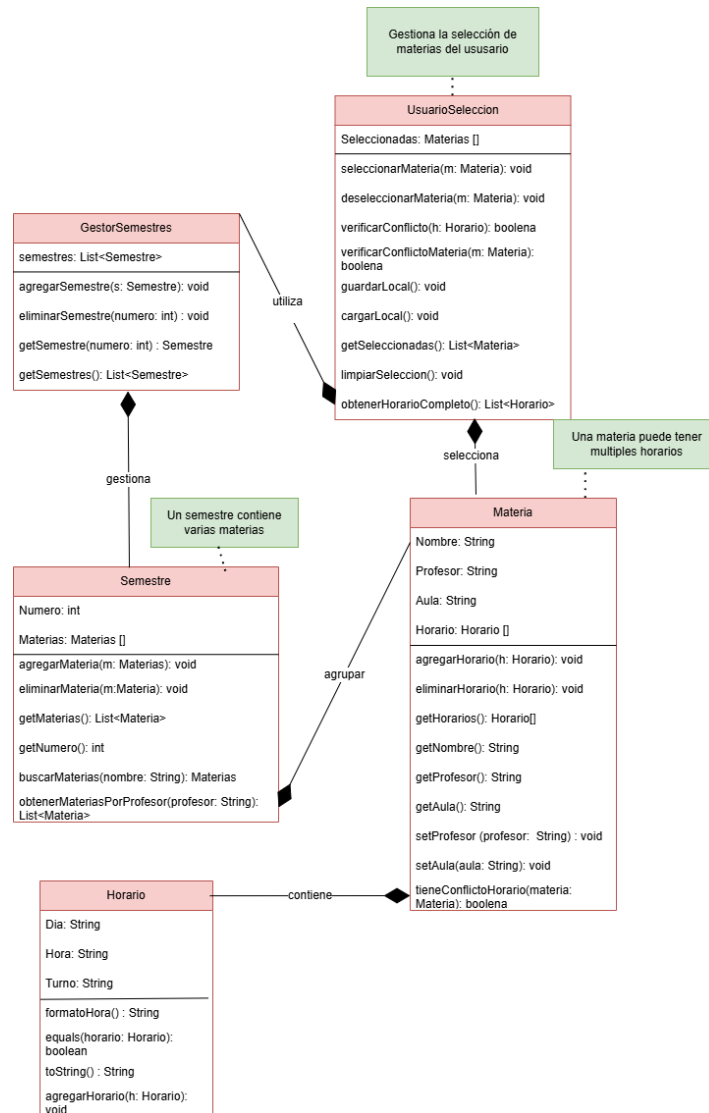 Gestiona la selección de
materias del ususario
UsuarioSeleccion
Seleccionadas: Materias []
seleccionarMateria(m: Materia): void
deseleccionarMateria(m: Materia): void
verificarConflicto(h: Horario): boolena
verificarConflictoMateria(m: Materia):
boolena
guardarLocal(): void
cargarLocal(): void
getSeleccionadas(): List<Materia>
limpiarSeleccion(): void
obtenerHorarioCompleto(): List<Horario>
GestorSemestres
semestres: List<Semestre>
agregarSemestre(s: Semestre): void
eliminarSemestre(numero: int) : void
getSemestre(numero: int) : Semestre
getSemestres(): List<Semestre>
utiliza
selecciona
Una materia puede tener
multiples horarios
gestiona
Un semestre contiene
varias materias
Semestre
Numero: int
Materias: Materias []
agregarMateria(m: Materias): void
eliminarMateria(m:Materia): void
getMaterias(): List<Materia>
getNumero(): int
buscarMaterias(nombre: String): Materias
obtenerMateriasPorProfesor(profesor: String):
List<Materia>
agrupar
Materia
Nombre: String
Profesor: String
Aula: String
Horario: Horario []
agregarHorario(h: Horario): void
eliminarHorario(h: Horario): void
getHorarios(): Horario[]
getNombre(): String
getProfesor(): String
getAula(): String
setProfesor (profesor: String) : void
setAula(aula: String): void
tieneConflictoHorario(materia:
Materia): boolena
contiene
Horario
Dia: String
Hora: String
Turno: String
formatoHora() : String
equals(horario: Horario):
boolean
toString() : String
agregarHorario(h: Horario):
void